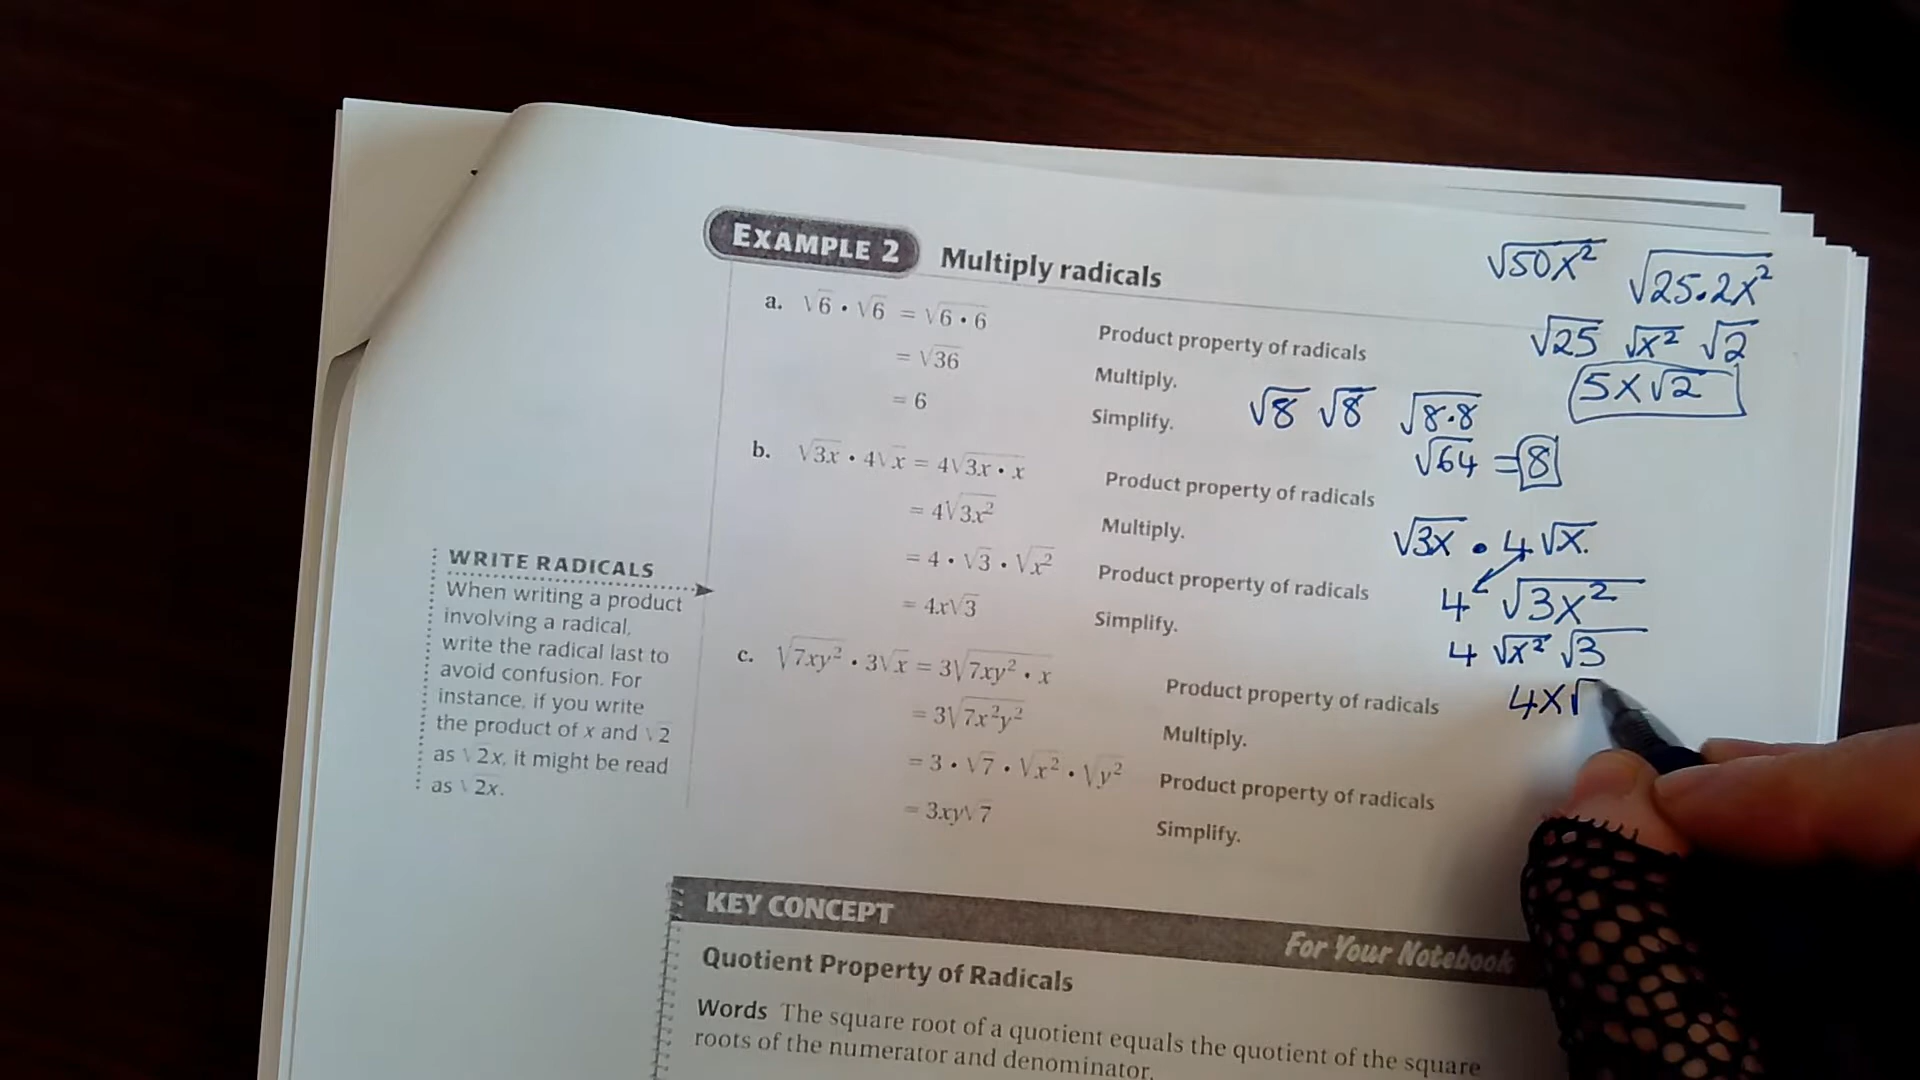 EXAMPLE 2 Multiply radicals
a. √6 • √6 = √6 • 6 Product property of radicals
= √36 Multiply.
= 6 Simplify.
b. √3x • 4√x = 4√3x • x Product property of radicals
= 4√3x² Multiply.
= 4 • √3 • √x² Product property of radicals
= 4x√3 Simplify.
c. √7xy² • 3√x = 3√7xy² • x Product property of radicals
= 3√7x²y² Multiply.
= 3 • √7 • √x² • √y² Product property of radicals
= 3xy√7 Simplify.
WRITE RADICALS
When writing a product
involving a radical,
write the radical last to
avoid confusion. For
instance, if you write
the product of x and √2
as √2x, it might be read
as √2x.
√50x² √25•2x²
√25 √x² √2
5x√2
√8 √8 √8•8
√64 = 8
√3x • 4√x
4 √3x²
4 √x² √3
4x√
KEY CONCEPT For Your Notebook
Quotient Property of Radicals
Words The square root of a quotient equals the quotient of the square
roots of the numerator and denominator.